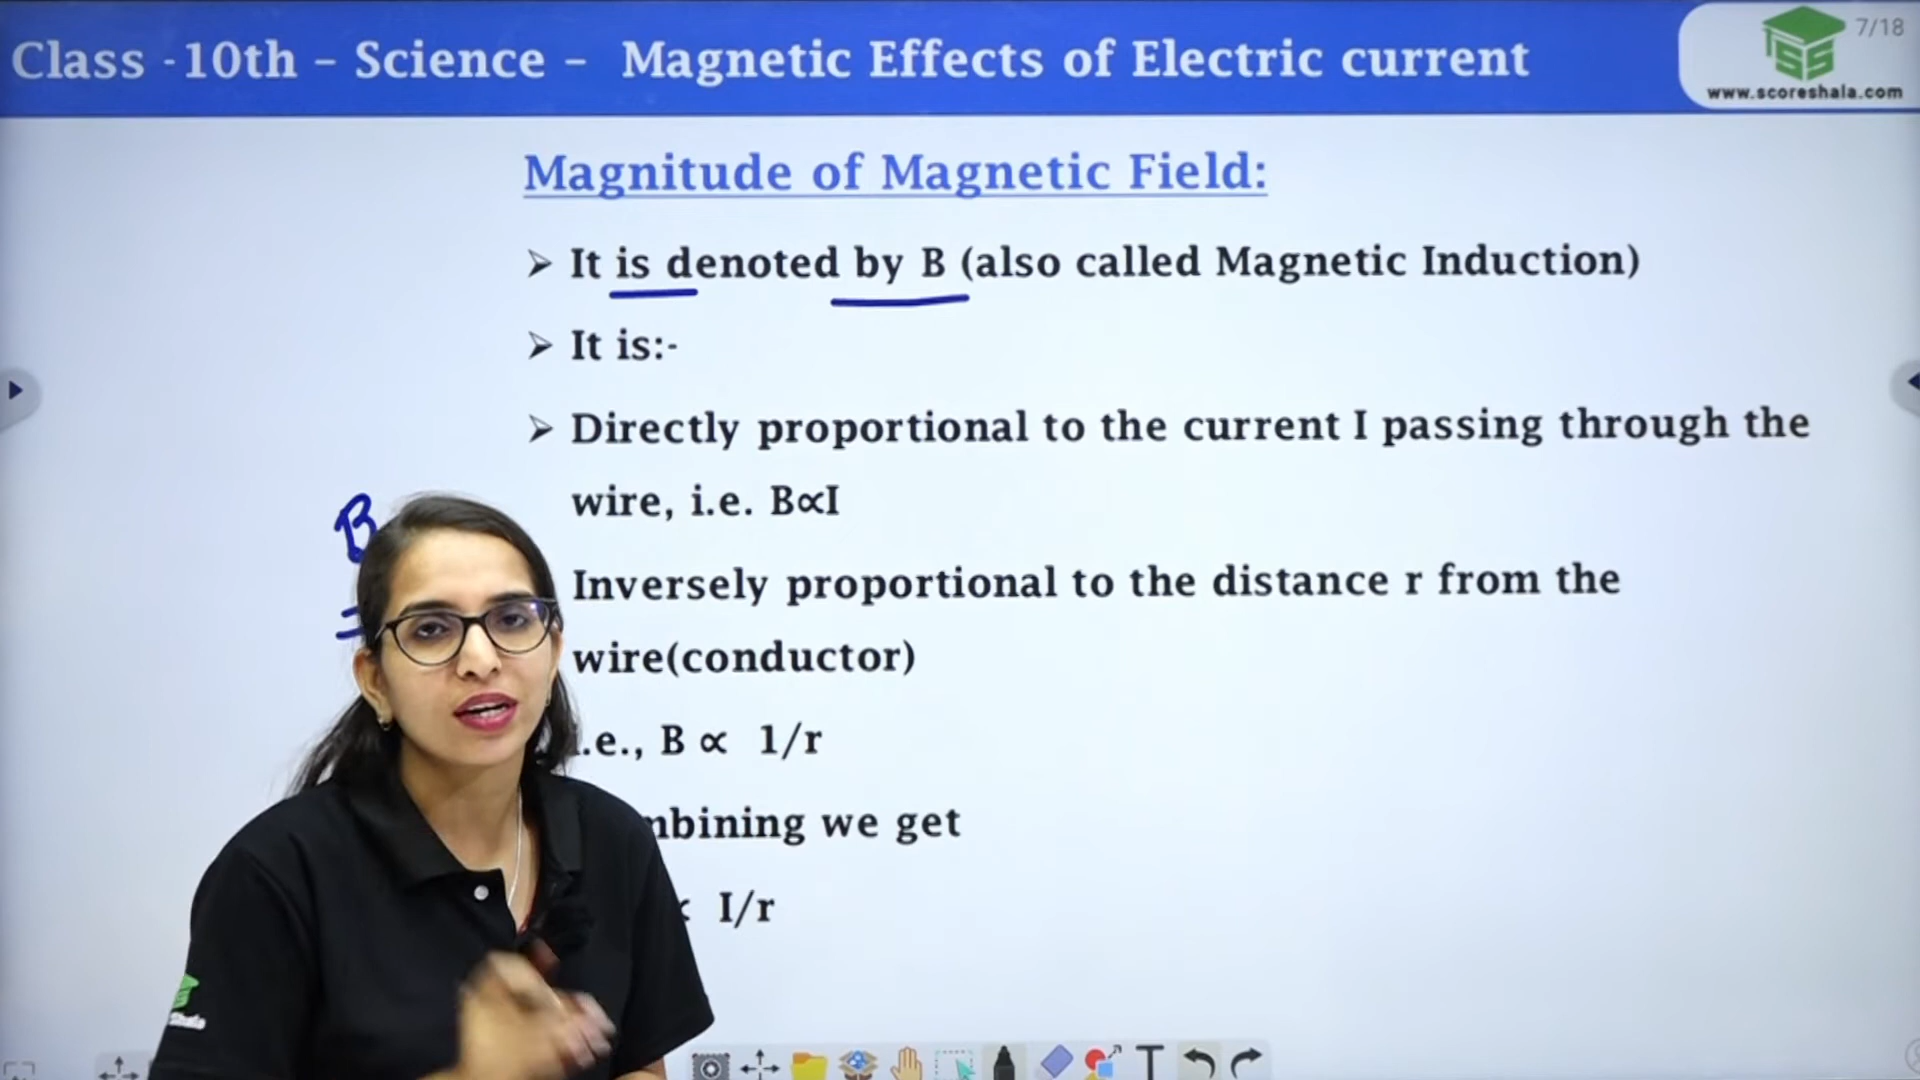 Class -10th – Science – Magnetic Effects of Electric current
7/18
www.scoreshala.com
Magnitude of Magnetic Field:
➢ It is denoted by B (also called Magnetic Induction)
➢ It is:-
➢ Directly proportional to the current I passing through the
wire, i.e. B∝I
B
Inversely proportional to the distance r from the
=
wire(conductor)
.e., B ∝ 1/r
mbining we get
∝ I/r